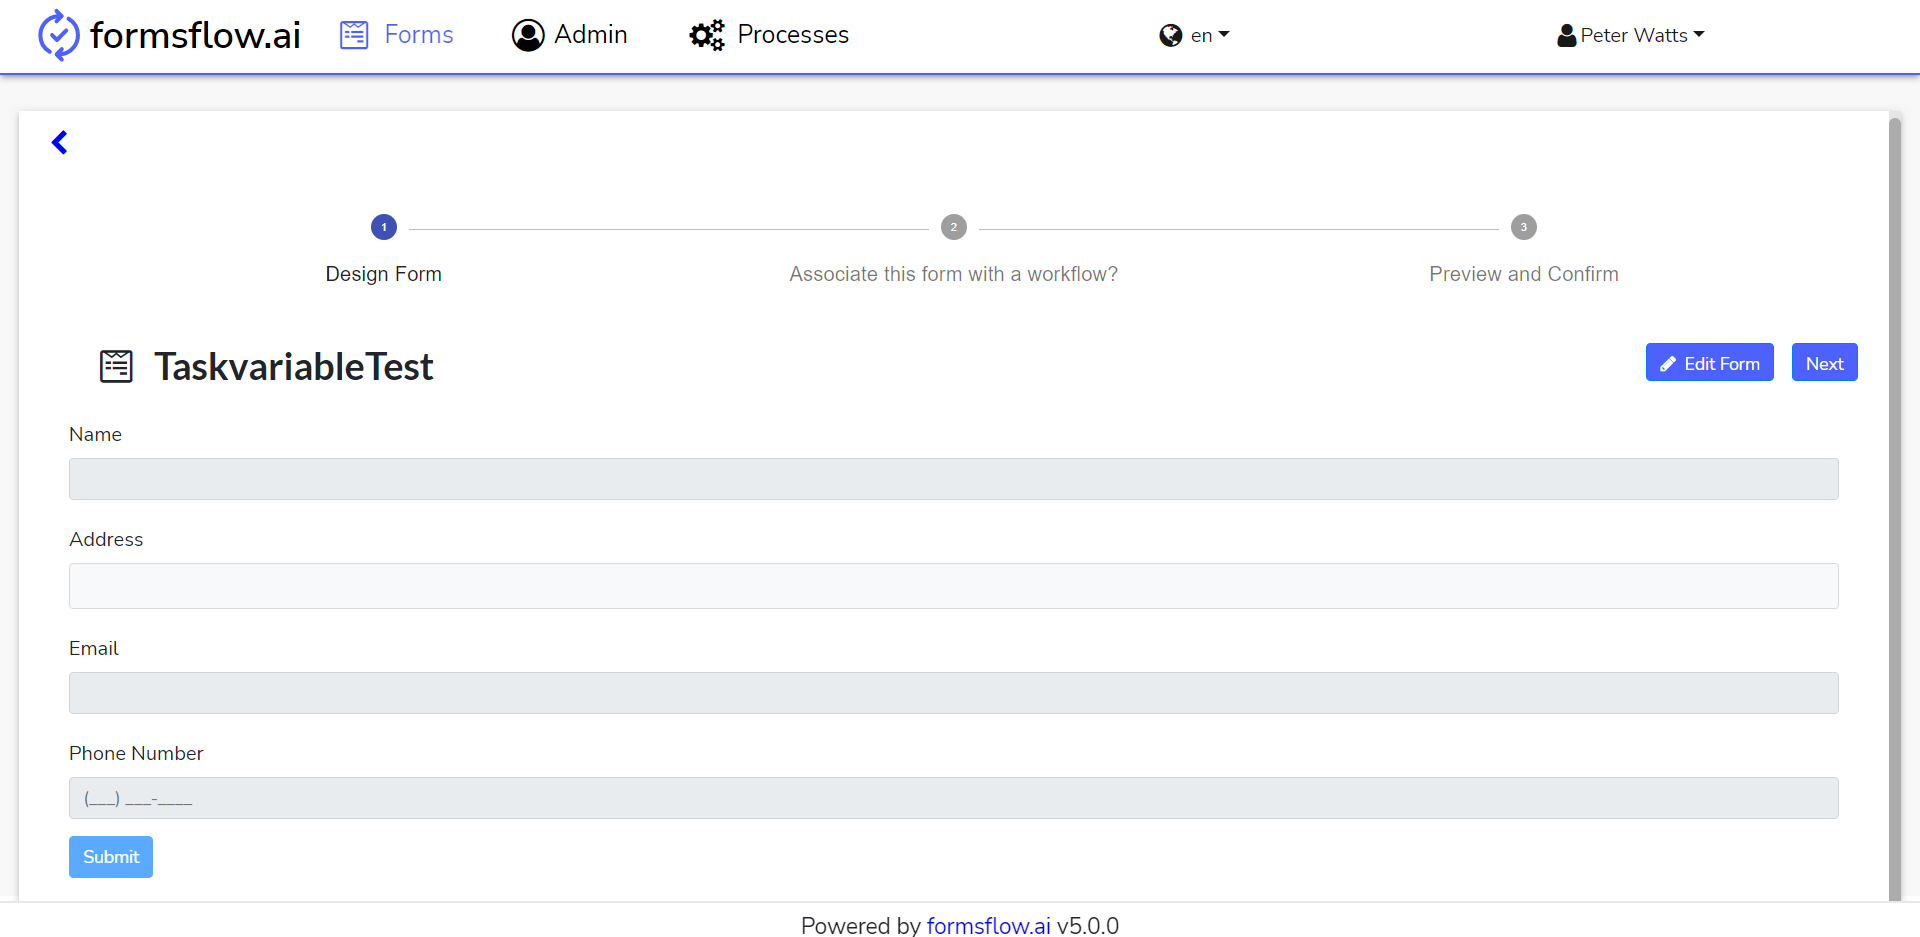 formsflow.ai Forms Admin Processes en Peter Watts
1 2 3
Design Form Associate this form with a workflow? Preview and Confirm
TaskvariableTest Edit Form Next
Name
Address
Email
Phone Number
(___) ___-____
Submit
Powered by formsflow.ai v5.0.0